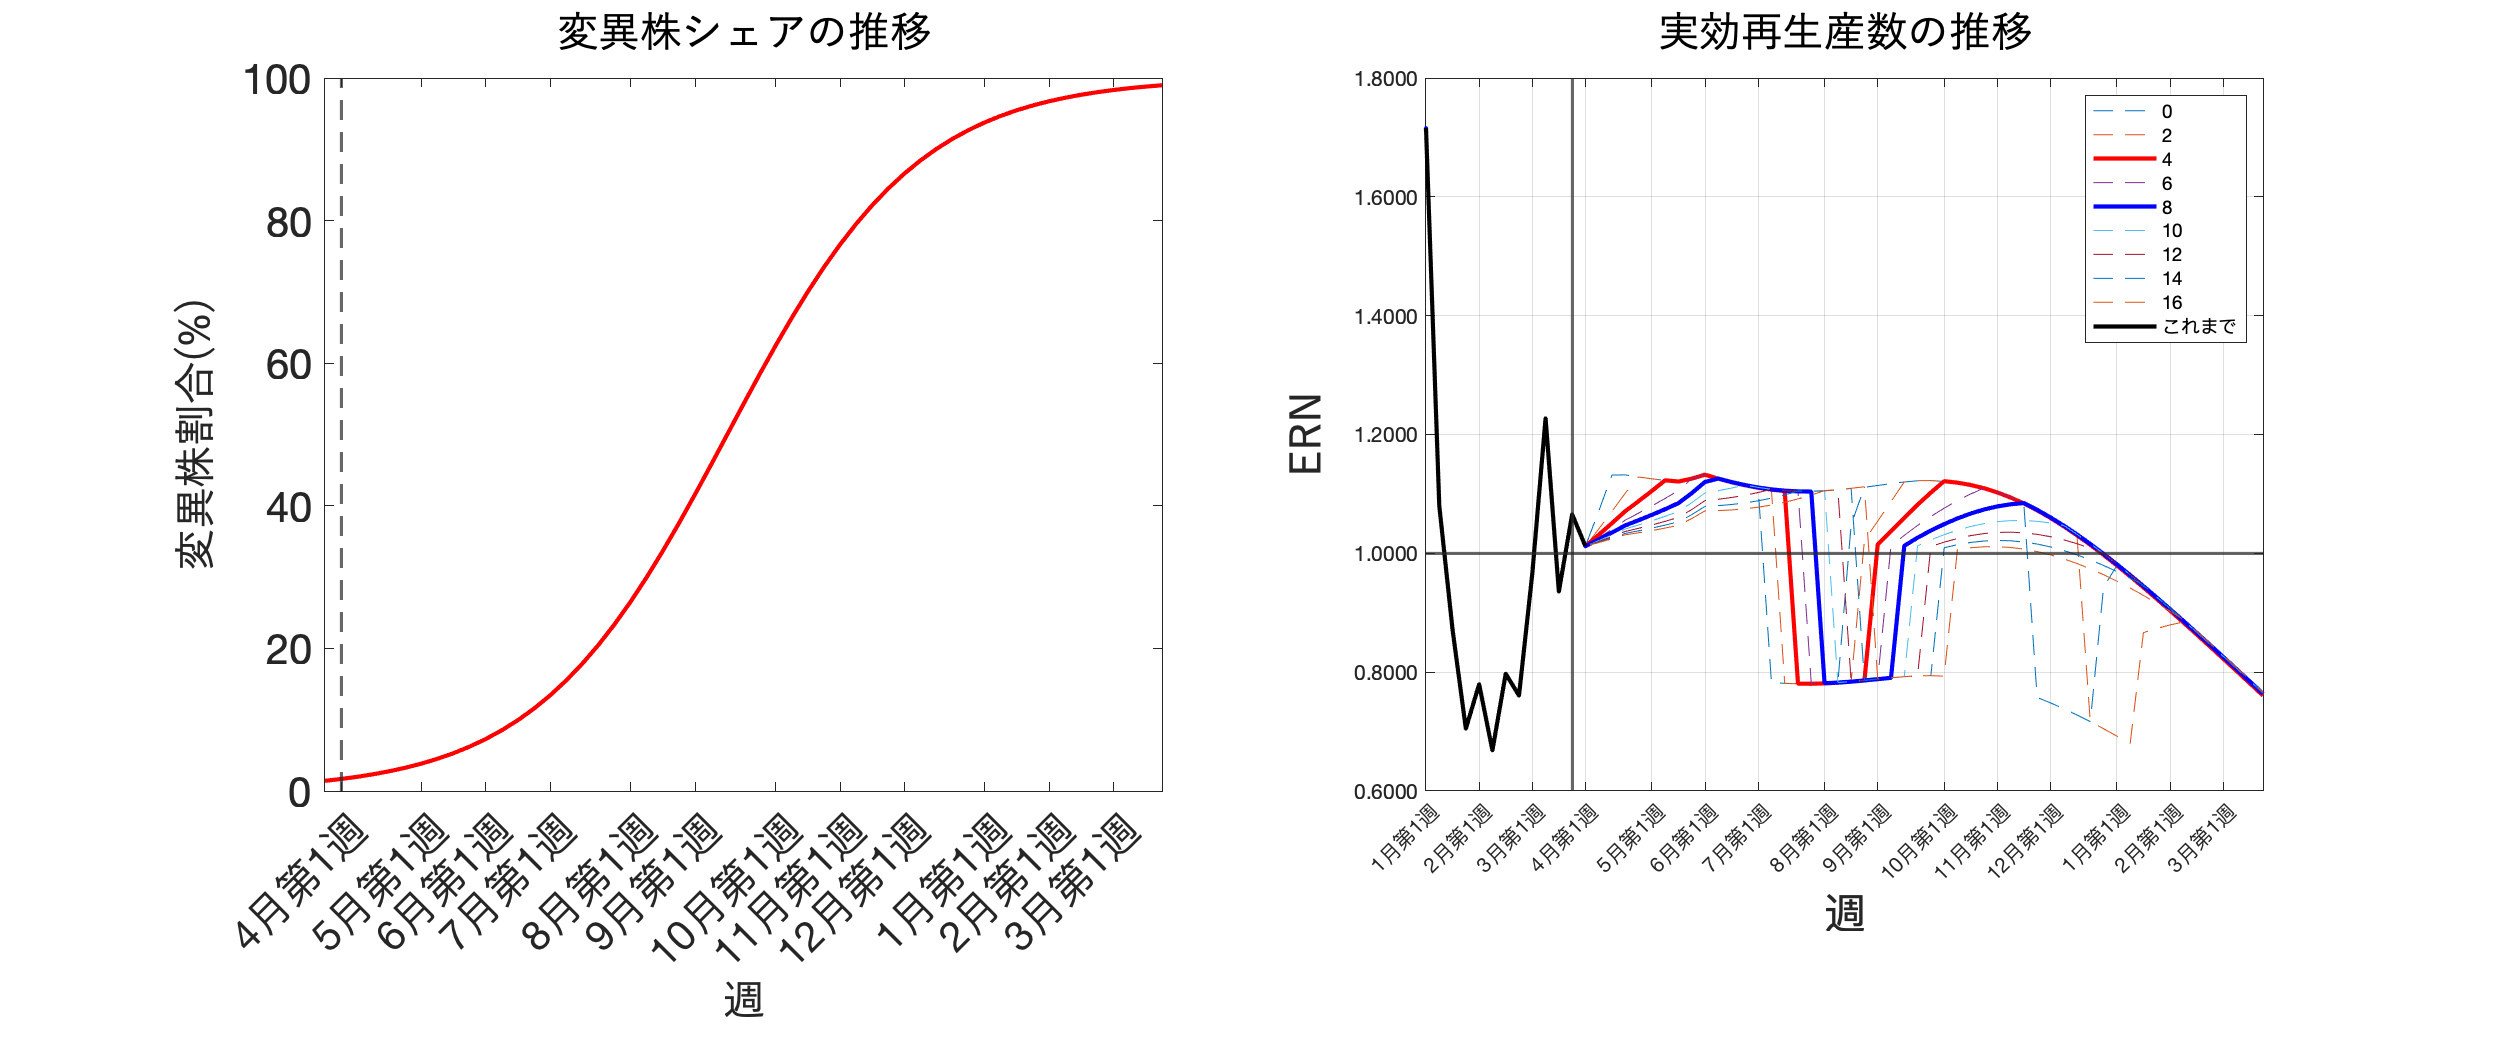 変異株シェアの推移
変異株割合(%)
100
80
60
40
20
0
4月第1週
5月第1週
6月第1週
7月第1週
8月第1週
9月第1週
10月第1週
11月第1週
12月第1週
1月第1週
2月第1週
3月第1週
週
実効再生産数の推移
ERN
1.8000
1.6000
1.4000
1.2000
1.0000
0.8000
0.6000
0
2
4
6
8
10
12
14
16
これまで
1月第1週
2月第1週
3月第1週
4月第1週
5月第1週
6月第1週
7月第1週
8月第1週
9月第1週
10月第1週
11月第1週
12月第1週
1月第1週
2月第1週
3月第1週
週